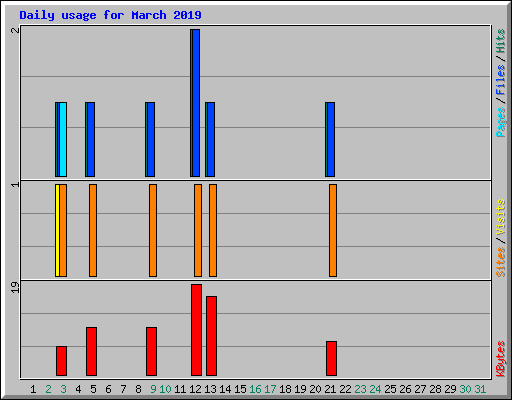 Daily usage for March 2019
2
1
19
Pages / Files / Hits
Sites / Visits
KBytes
1 2 3 4 5 6 7 8 9 10 11 12 13 14 15 16 17 18 19 20 21 22 23 24 25 26 27 28 29 30 31